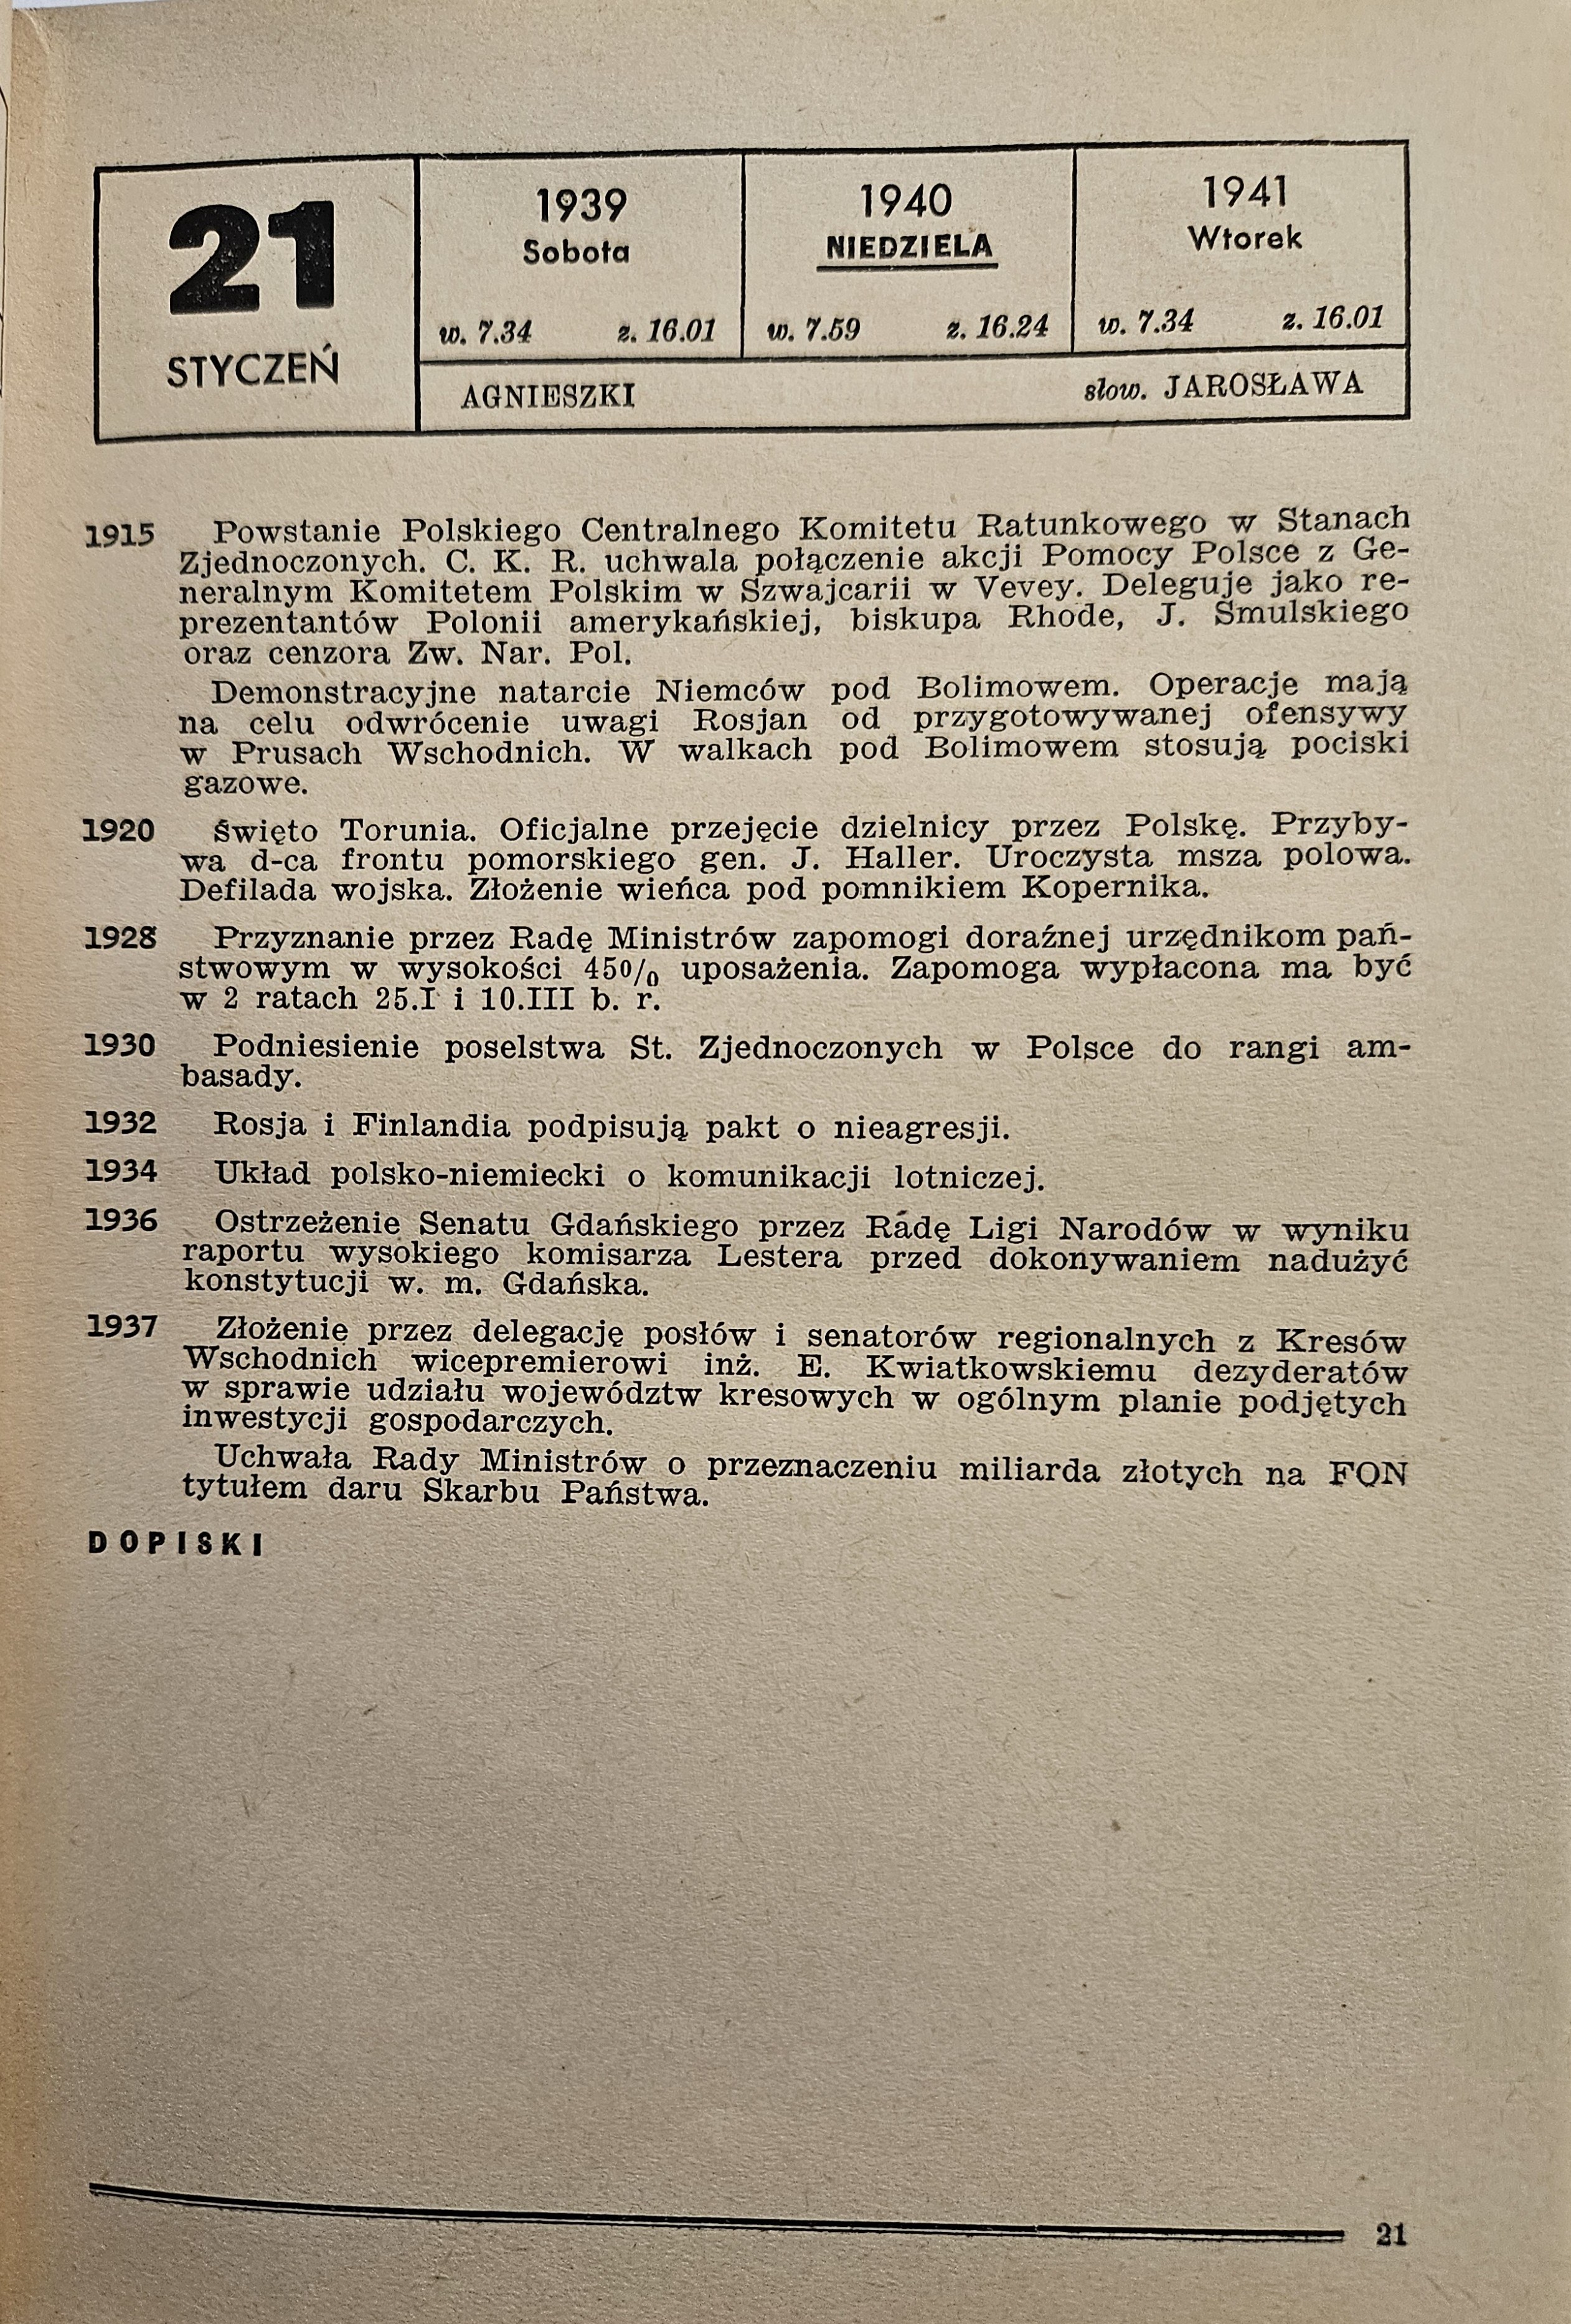 21
STYCZEŃ
1939
Sobota
w. 7.34 z. 16.01
1940
NIEDZIELA
w. 7.59 z. 16.24
1941
Wtorek
w. 7.34 z. 16.01
AGNIESZKI słow. JAROSŁAWA
1915 Powstanie Polskiego Centralnego Komitetu Ratunkowego w Stanach
Zjednoczonych. C. K. R. uchwala połączenie akcji Pomocy Polsce z Ge-
neralnym Komitetem Polskim w Szwajcarii w Vevey. Deleguje jako re-
prezentantów Polonii amerykańskiej, biskupa Rhode, J. Smulskiego
oraz cenzora Zw. Nar. Pol.
Demonstracyjne natarcie Niemców pod Bolimowem. Operacje mają
na celu odwrócenie uwagi Rosjan od przygotowywanej ofensywy
w Prusach Wschodnich. W walkach pod Bolimowem stosują pociski
gazowe.
1920 Święto Torunia. Oficjalne przejęcie dzielnicy przez Polskę. Przyby-
wa d-ca frontu pomorskiego gen. J. Haller. Uroczysta msza polowa.
Defilada wojska. Złożenie wieńca pod pomnikiem Kopernika.
1928 Przyznanie przez Radę Ministrów zapomogi doraźnej urzędnikom pań-
stwowym w wysokości 45% uposażenia. Zapomoga wypłacona ma być
w 2 ratach 25.I i 10.III b. r.
1930 Podniesienie poselstwa St. Zjednoczonych w Polsce do rangi am-
basady.
1932 Rosja i Finlandia podpisują pakt o nieagresji.
1934 Układ polsko-niemiecki o komunikacji lotniczej.
1936 Ostrzeżenie Senatu Gdańskiego przez Radę Ligi Narodów w wyniku
raportu wysokiego komisarza Lestera przed dokonywaniem nadużyć
konstytucji w. m. Gdańska.
1937 Złożenie przez delegację posłów i senatorów regionalnych z Kresów
Wschodnich wicepremierowi inż. E. Kwiatkowskiemu dezyderatów
w sprawie udziału województw kresowych w ogólnym planie podjętych
inwestycji gospodarczych.
Uchwała Rady Ministrów o przeznaczeniu miliarda złotych na FON
tytułem daru Skarbu Państwa.
DOPISKI
21